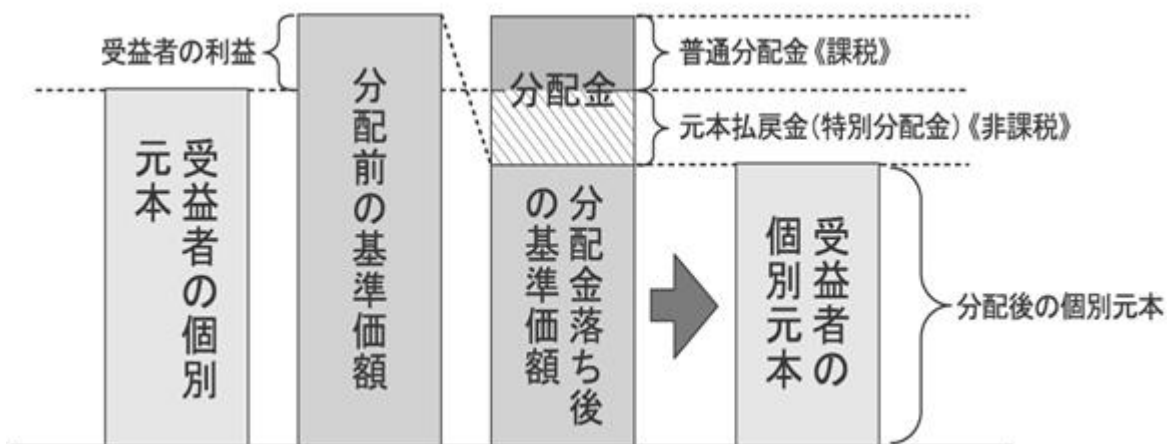 受益者の利益
受益者の個別
元本
分配前の基準価額
分配金
分配金落ち後
の基準価額
普通分配金《課税》
元本払戻金(特別分配金)《非課税》
受益者の
個別元本
分配後の個別元本